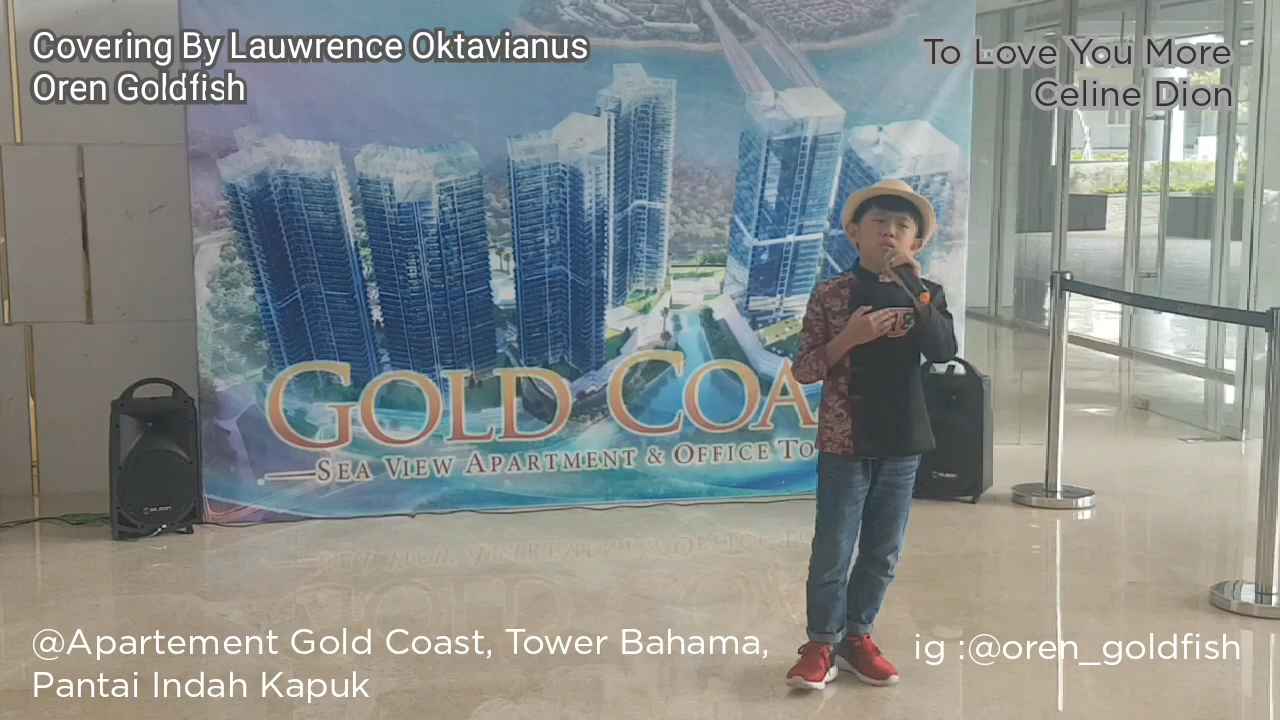 Covering By Lauwrence Oktavianus
Oren Goldfish
To Love You More
Celine Dion
GOLD COA
SEA VIEW APARTMENT & OFFICE TO
@Apartement Gold Coast, Tower Bahama,
Pantai Indah Kapuk
ig :@oren_goldfish